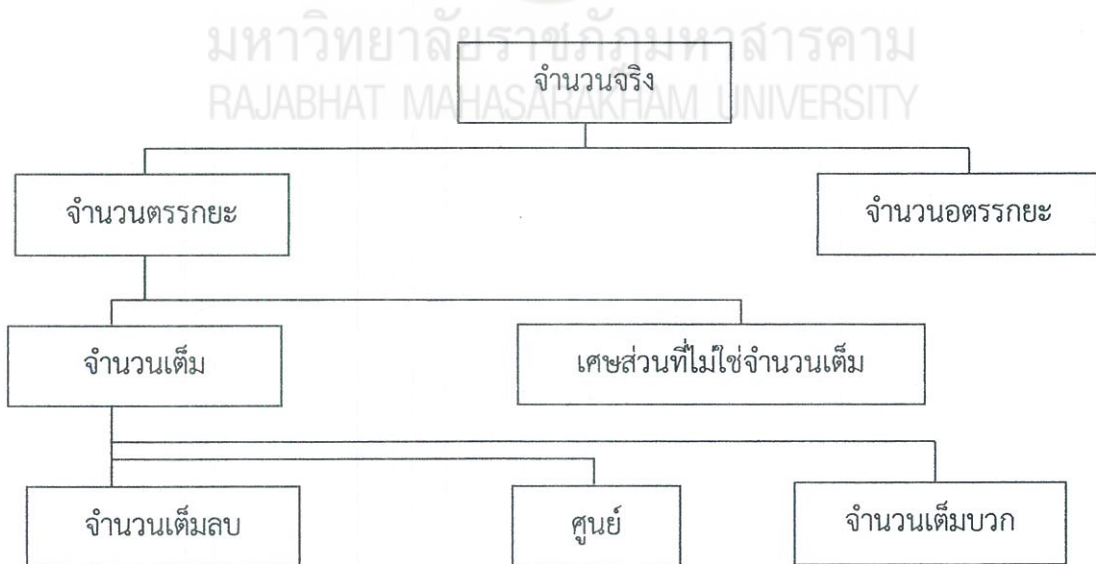 มหาวิทยาลัยราชภัฏมหาสารคาม
RAJABHAT MAHASARAKHAM UNIVERSITY
จำนวนจริง
จำนวนตรรกยะ
จำนวนอตรรกยะ
จำนวนเต็ม
เศษส่วนที่ไม่ใช่จำนวนเต็ม
จำนวนเต็มลบ
ศูนย์
จำนวนเต็มบวก